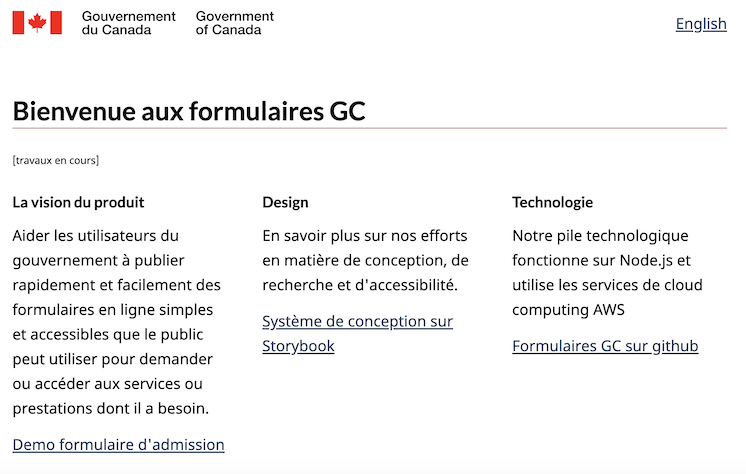 Gouvernement
du Canada
Government
of Canada
English
Bienvenue aux formulaires GC
[travaux en cours]
La vision du produit
Aider les utilisateurs du
gouvernement à publier
rapidement et facilement des
formulaires en ligne simples
et accessibles que le public
peut utiliser pour demander
ou accéder aux services ou
prestations dont il a besoin.
Demo formulaire d'admission
Design
En savoir plus sur nos efforts
en matière de conception, de
recherche et d'accessibilité.
Système de conception sur
Storybook
Technologie
Notre pile technologique
fonctionne sur Node.js et
utilise les services de cloud
computing AWS
Formulaires GC sur github